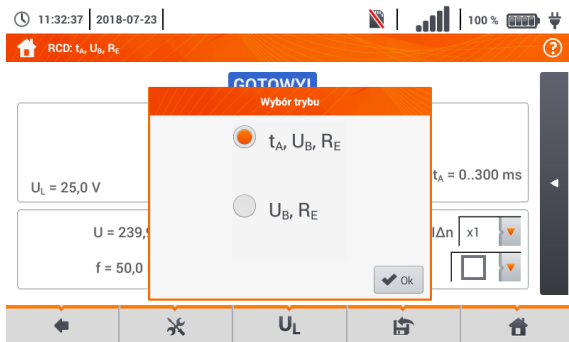 11:32:37 2018-07-23 100 %
RCD: tA, UB, RE ?
GOTOWY!
Wybór trybu
tA, UB, RE
tA = 0..300 ms
UL = 25,0 V
UB, RE
U = 239,9 IΔn x1
f = 50,0
Ok
UL